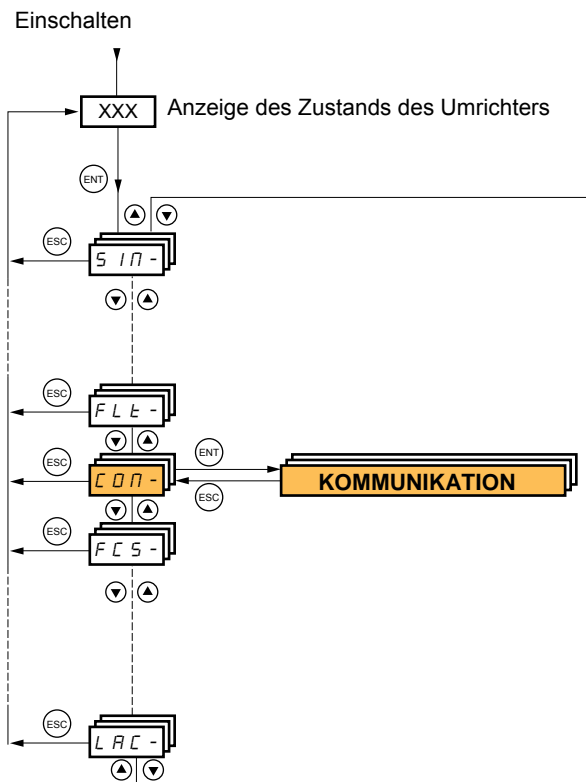 Einschalten
XXX Anzeige des Zustands des Umrichters
ENT
ESC
SIM-
ESC
FLt-
ESC
COM-
ENT
ESC
KOMMUNIKATION
ESC
FCS-
ESC
LAC-